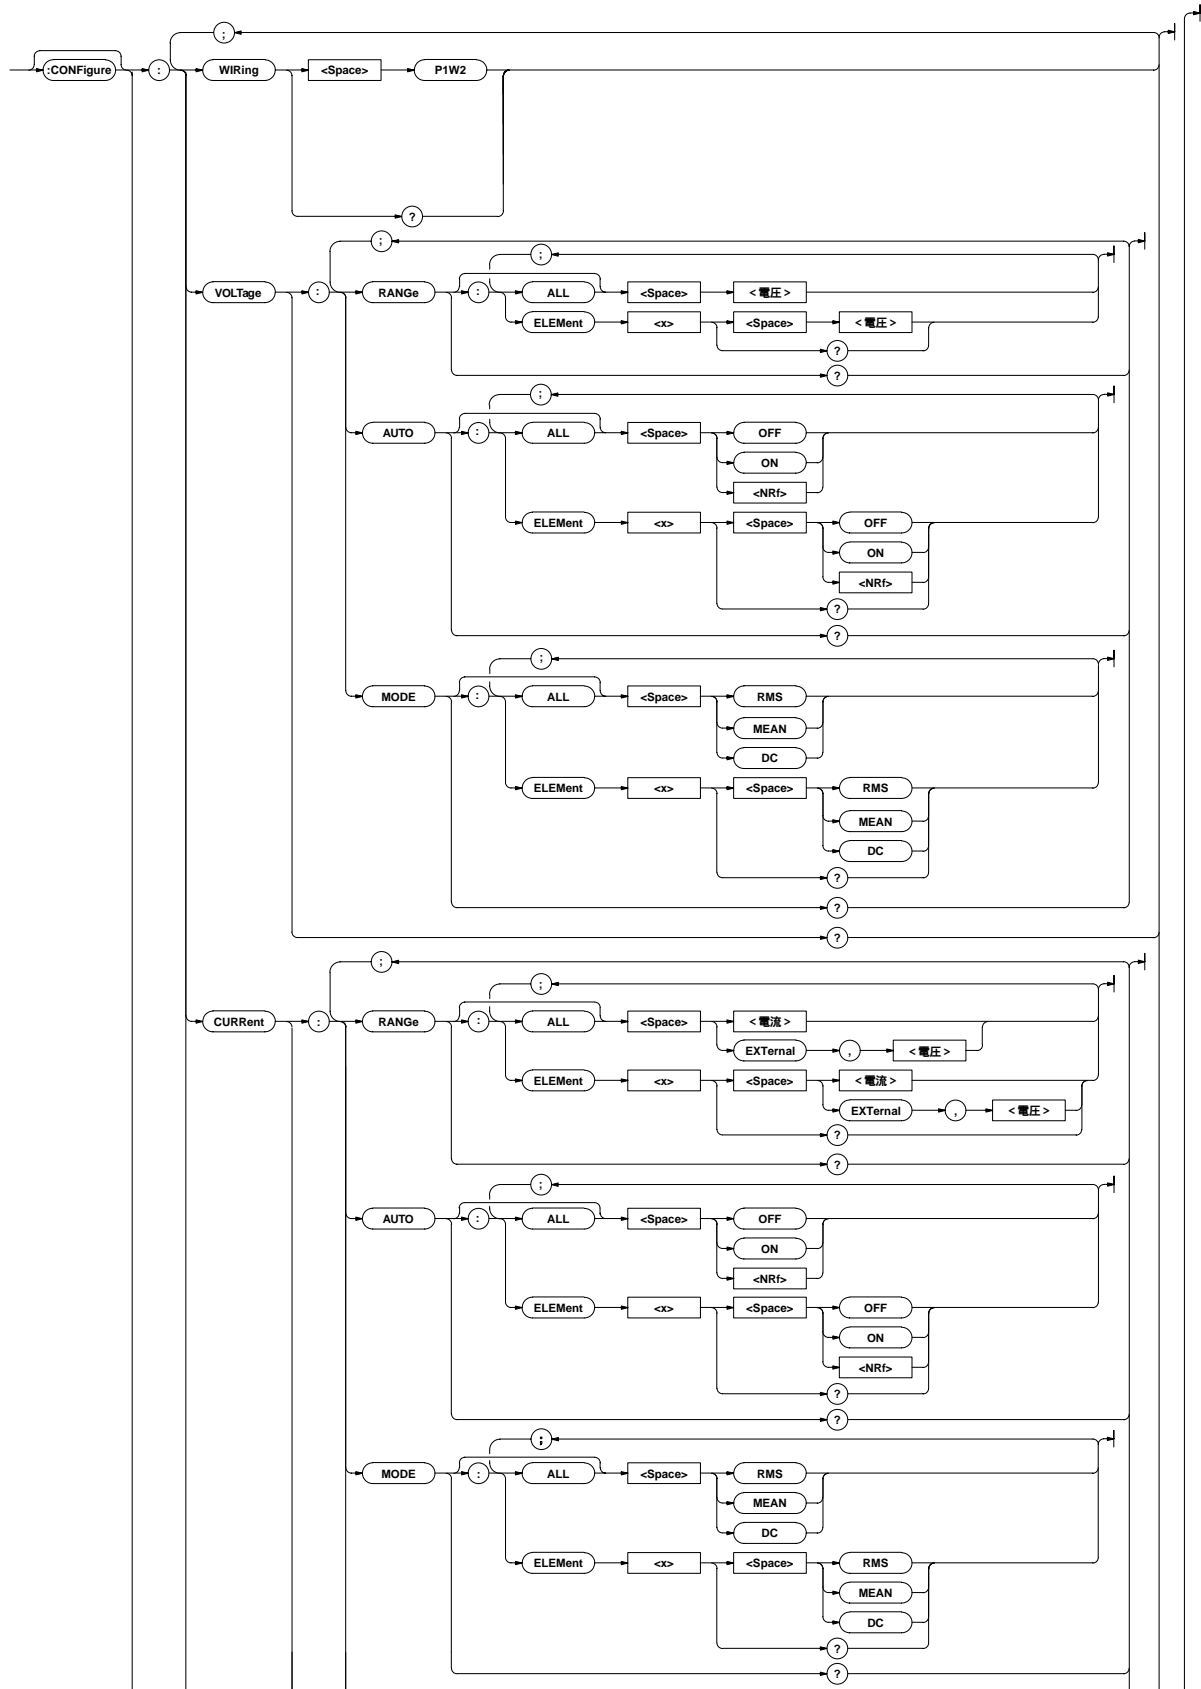 ;
:CONFigure : WIRing <Space> P1W2
?
;
;
VOLTage : RANGe : ALL <Space> <電圧>
ELEMent <x> <Space> <電圧>
?
?
;
AUTO : ALL <Space> OFF
ON
<NRf>
ELEMent <x> <Space> OFF
ON
<NRf>
?
?
;
MODE : ALL <Space> RMS
MEAN
DC
ELEMent <x> <Space> RMS
MEAN
DC
?
?
?
;
;
CURRent : RANGe : ALL <Space> <電流>
EXTernal , <電圧>
ELEMent <x> <Space> <電流>
EXTernal , <電圧>
?
?
;
AUTO : ALL <Space> OFF
ON
<NRf>
ELEMent <x> <Space> OFF
ON
<NRf>
?
?
;
MODE : ALL <Space> RMS
MEAN
DC
ELEMent <x> <Space> RMS
MEAN
DC
?
?